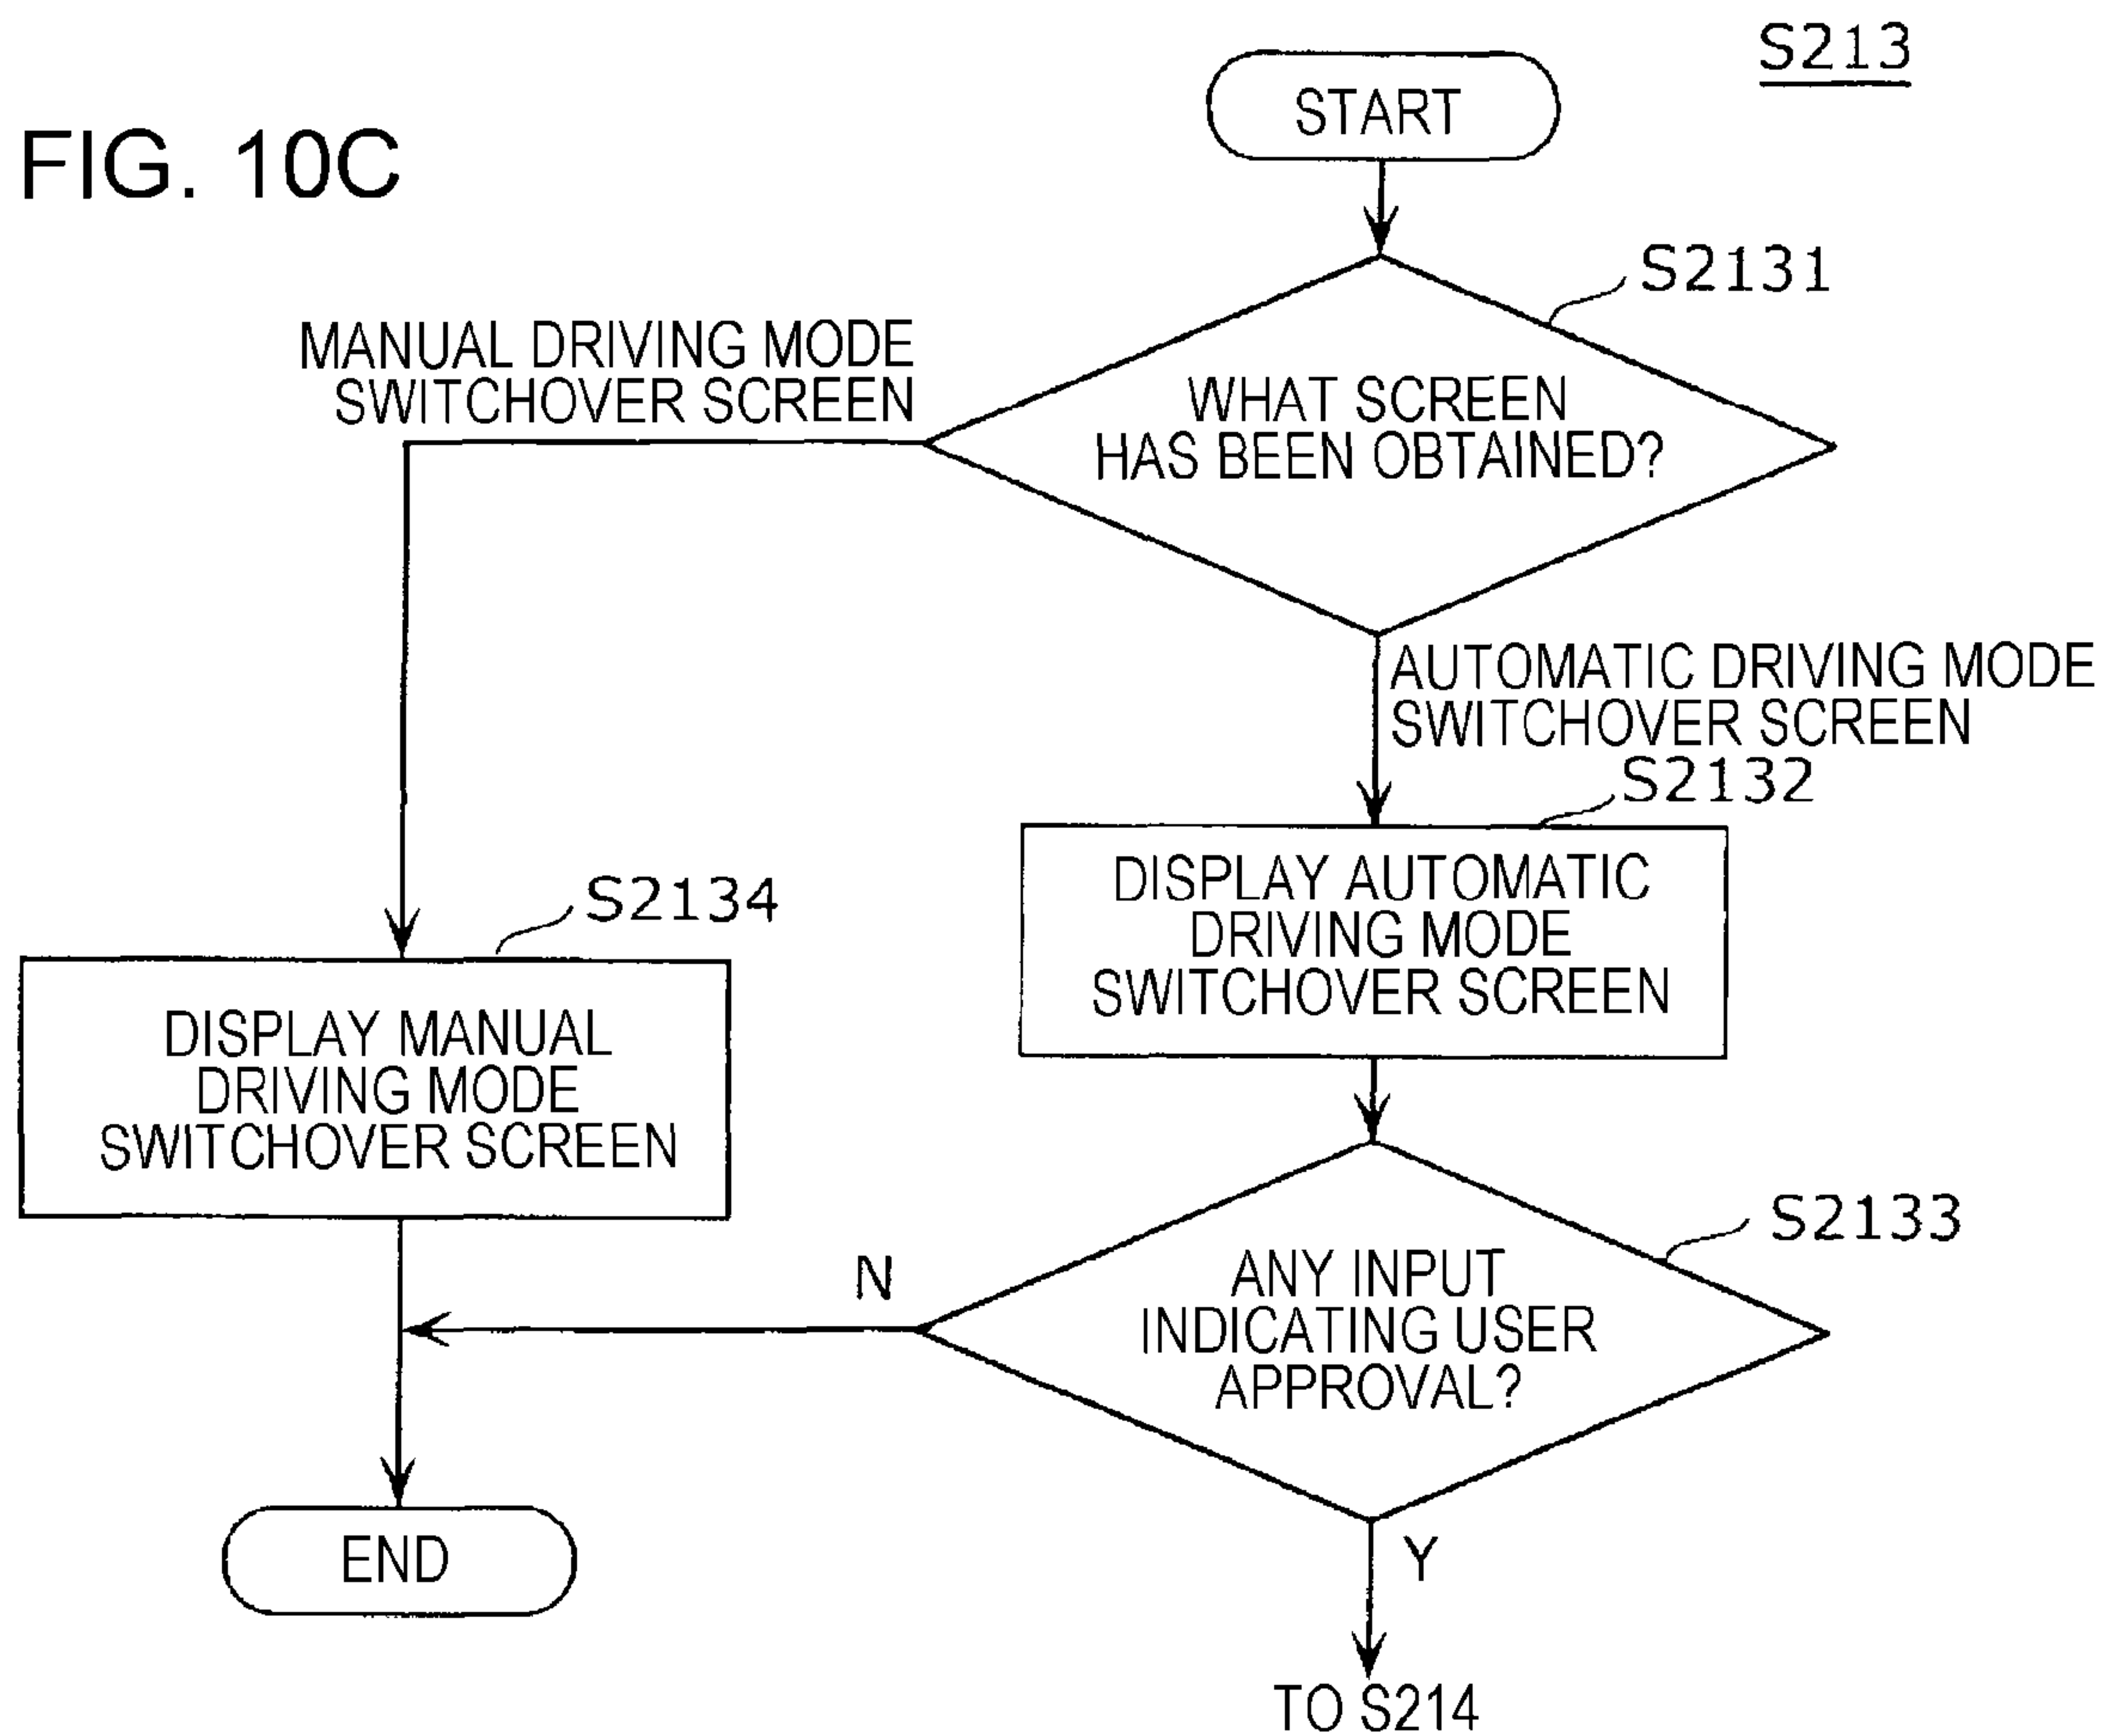 S213
FIG. 10C
START
S2131
MANUAL DRIVING MODE
SWITCHOVER SCREEN
WHAT SCREEN
HAS BEEN OBTAINED?
AUTOMATIC DRIVING MODE
SWITCHOVER SCREEN
S2132
DISPLAY AUTOMATIC
DRIVING MODE
SWITCHOVER SCREEN
S2134
DISPLAY MANUAL
DRIVING MODE
SWITCHOVER SCREEN
S2133
N
ANY INPUT
INDICATING USER
APPROVAL?
END
Y
TO S214